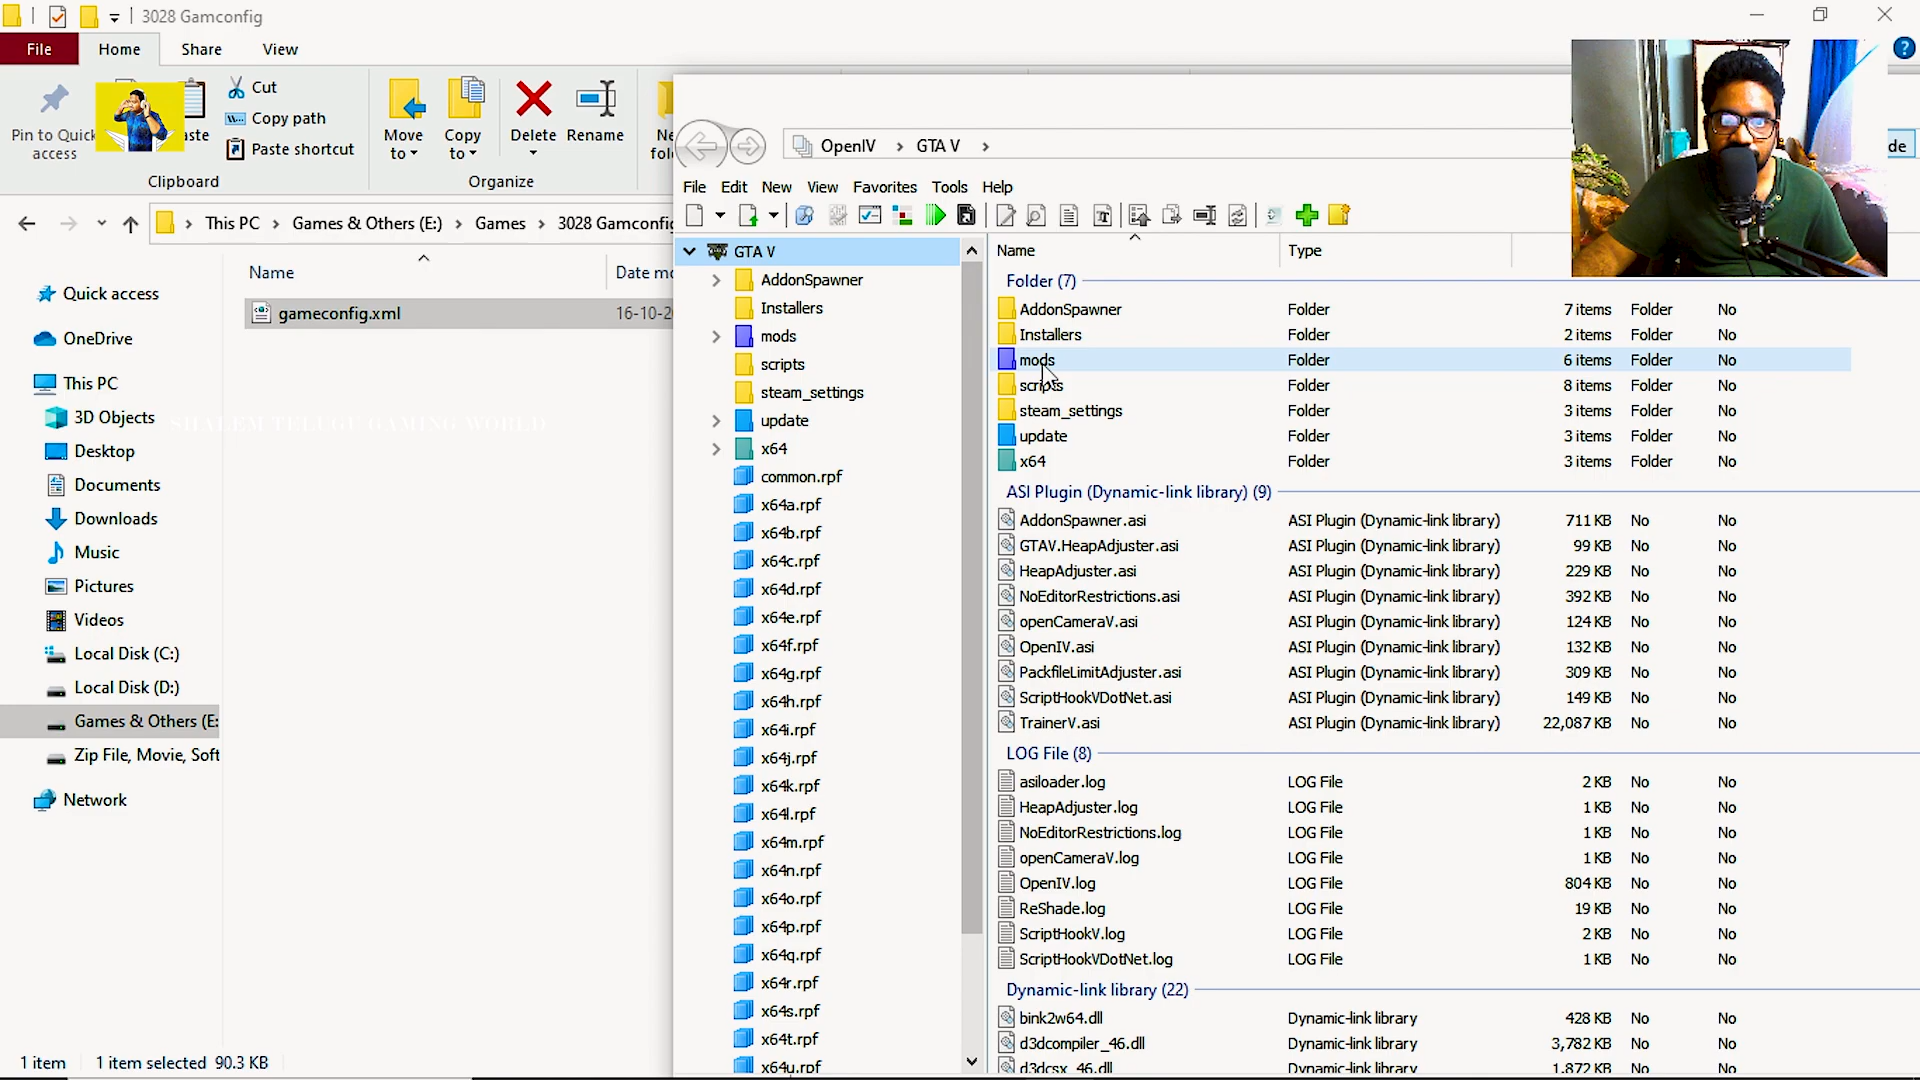 3028 Gamconfig
File
Home
Share
View
Pin to Quick access
Cut
Copy path
Paste shortcut
Clipboard
Move to
Copy to
Delete
Rename
Organize
This PC
Games & Others (E:)
Games
3028 Gamconfig
Name
Date mo
gameconfig.xml
16-10-2
Quick access
OneDrive
This PC
3D Objects
Desktop
Documents
Downloads
Music
Pictures
Videos
Local Disk (C:)
Local Disk (D:)
Games & Others (E:
Zip File, Movie, Soft
Network
SHALEM TELUGU GAMING WORLD
1 item
1 item selected 90.3 KB
OpenIV
GTA V
de
File Edit New View Favorites Tools Help
GTA V
AddonSpawner
Installers
mods
scripts
steam_settings
update
x64
common.rpf
x64a.rpf
x64b.rpf
x64c.rpf
x64d.rpf
x64e.rpf
x64f.rpf
x64g.rpf
x64h.rpf
x64i.rpf
x64j.rpf
x64k.rpf
x64l.rpf
x64m.rpf
x64n.rpf
x64o.rpf
x64p.rpf
x64q.rpf
x64r.rpf
x64s.rpf
x64t.rpf
x64u.rpf
Name Type
Folder (7)
AddonSpawner Folder 7 items Folder No
Installers Folder 2 items Folder No
mods Folder 6 items Folder No
scripts Folder 8 items Folder No
steam_settings Folder 3 items Folder No
update Folder 3 items Folder No
x64 Folder 3 items Folder No
ASI Plugin (Dynamic-link library) (9)
AddonSpawner.asi ASI Plugin (Dynamic-link library) 711 KB No No
GTAV.HeapAdjuster.asi ASI Plugin (Dynamic-link library) 99 KB No No
HeapAdjuster.asi ASI Plugin (Dynamic-link library) 229 KB No No
NoEditorRestrictions.asi ASI Plugin (Dynamic-link library) 392 KB No No
openCameraV.asi ASI Plugin (Dynamic-link library) 124 KB No No
OpenIV.asi ASI Plugin (Dynamic-link library) 132 KB No No
PackfileLimitAdjuster.asi ASI Plugin (Dynamic-link library) 309 KB No No
ScriptHookVDotNet.asi ASI Plugin (Dynamic-link library) 149 KB No No
TrainerV.asi ASI Plugin (Dynamic-link library) 22,087 KB No No
LOG File (8)
asiloader.log LOG File 2 KB No No
HeapAdjuster.log LOG File 1 KB No No
NoEditorRestrictions.log LOG File 1 KB No No
openCameraV.log LOG File 1 KB No No
OpenIV.log LOG File 804 KB No No
ReShade.log LOG File 19 KB No No
ScriptHookV.log LOG File 2 KB No No
ScriptHookVDotNet.log LOG File 1 KB No No
Dynamic-link library (22)
bink2w64.dll Dynamic-link library 428 KB No No
d3dcompiler_46.dll Dynamic-link library 3,782 KB No No
d3dcsx_46.dll Dynamic-link library 1,872 KB No No